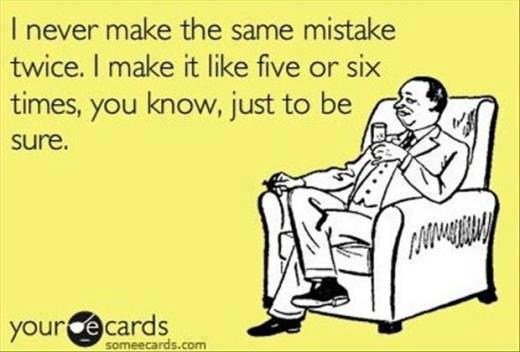 I never make the same mistake
twice. I make it like five or six
times, you know, just to be
sure.
your e cards
someecards.com